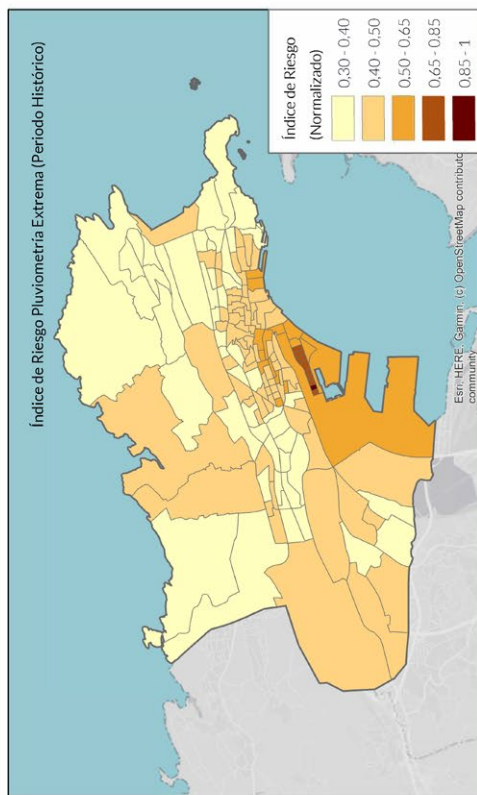 Índice de Riesgo Pluviometría Extrema (Periodo Histórico)
Índice de Riesgo
(Normalizado)
0,30 - 0,40
0,40 - 0,50
0,50 - 0,65
0,65 - 0,85
0,85 - 1
Esri, HERE, Garmin, (c) OpenStreetMap contributo
community